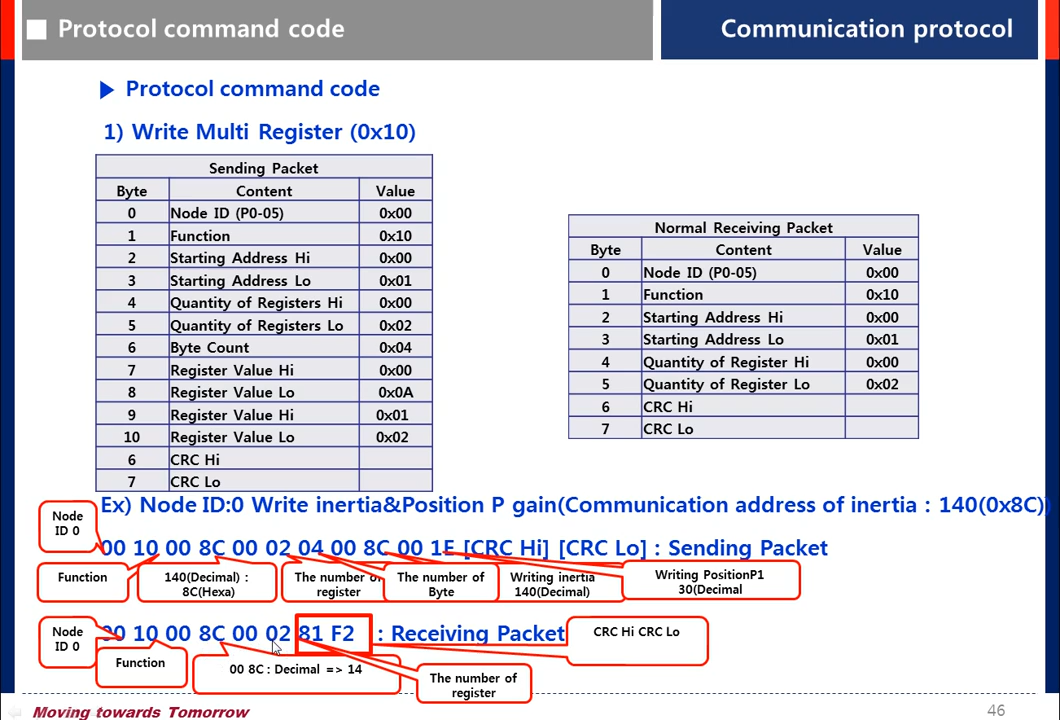 Protocol command code
Communication protocol
Protocol command code
1) Write Multi Register (0x10)
Sending Packet
Byte Content Value
0 Node ID (P0-05) 0x00
1 Function 0x10
2 Starting Address Hi 0x00
3 Starting Address Lo 0x01
4 Quantity of Registers Hi 0x00
5 Quantity of Registers Lo 0x02
6 Byte Count 0x04
7 Register Value Hi 0x00
8 Register Value Lo 0x0A
9 Register Value Hi 0x01
10 Register Value Lo 0x02
6 CRC Hi
7 CRC Lo
Normal Receiving Packet
Byte Content Value
0 Node ID (P0-05) 0x00
1 Function 0x10
2 Starting Address Hi 0x00
3 Starting Address Lo 0x01
4 Quantity of Register Hi 0x00
5 Quantity of Register Lo 0x02
6 CRC Hi
7 CRC Lo
Ex) Node ID:0 Write inertia&Position P gain(Communication address of inertia : 140(0x8C))
Node
ID 0
00 10 00 8C 00 02 04 00 8C 00 1E [CRC Hi] [CRC Lo] : Sending Packet
Function
140(Decimal) :
8C(Hexa)
The number of
register
The number of
Byte
Writing inertia
140(Decimal)
Writing PositionP1
30(Decimal
Node
ID 0
00 10 00 8C 00 02 81 F2 : Receiving Packet
CRC Hi CRC Lo
Function
00 8C : Decimal => 14
The number of
register
Moving towards Tomorrow
46